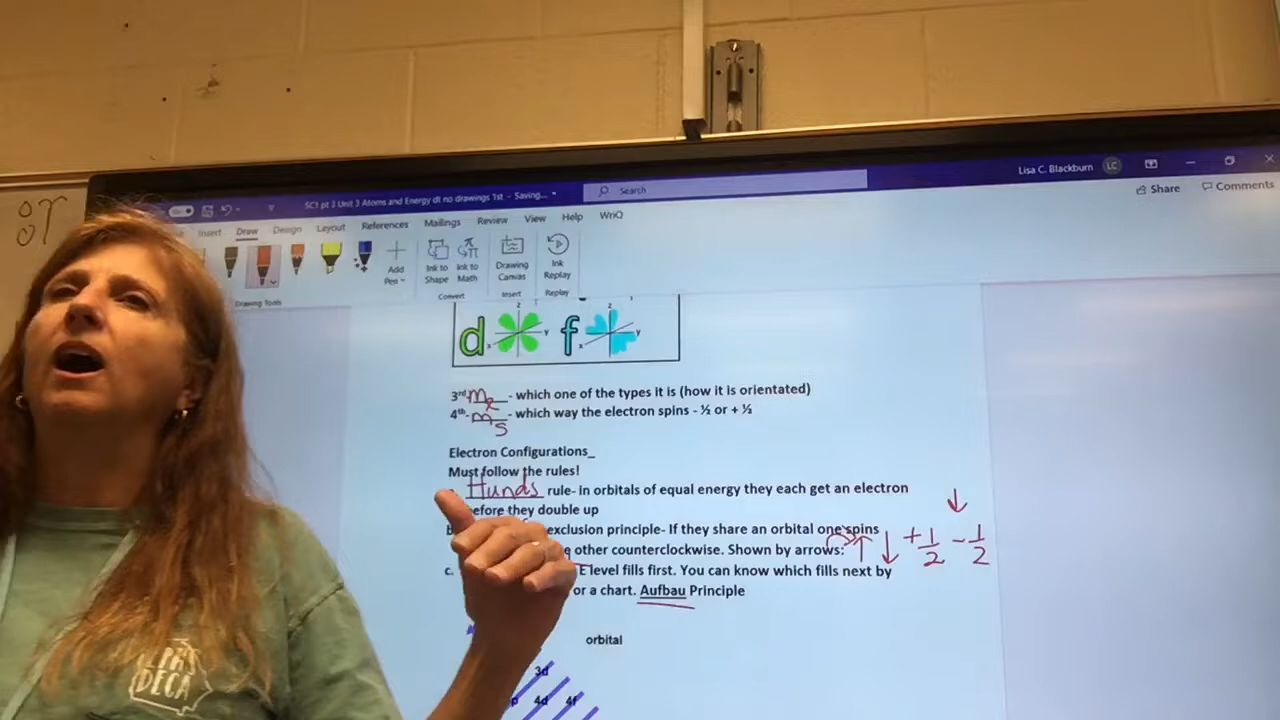 or
Lisa C. Blackburn LC
SC1 pt 3 Unit 3 Atoms and Energy dt no drawings 1st - Saving...
Search
Share Comments
Insert Draw Design Layout References Mailings Review View Help WriQ
Add Pen
Ink to Shape
Ink to Math
Drawing Canvas
Ink Replay
Drawing Tools Convert Insert Replay
z z
d x y f x y
3rd m l - which one of the types it is (how it is orientated)
4th- m s - which way the electron spins - ½ or + ½
Electron Configurations_
Must follow the rules!
Hunds rule- in orbitals of equal energy they each get an electron
efore they double up
b. exclusion principle- If they share an orbital one spins
e other counterclockwise. Shown by arrows: ↑ ↓ + 1/2 - 1/2 ↓
c. E level fills first. You can know which fills next by
or a chart. Aufbau Principle
orbital
3d
p 4d 4f
DECA